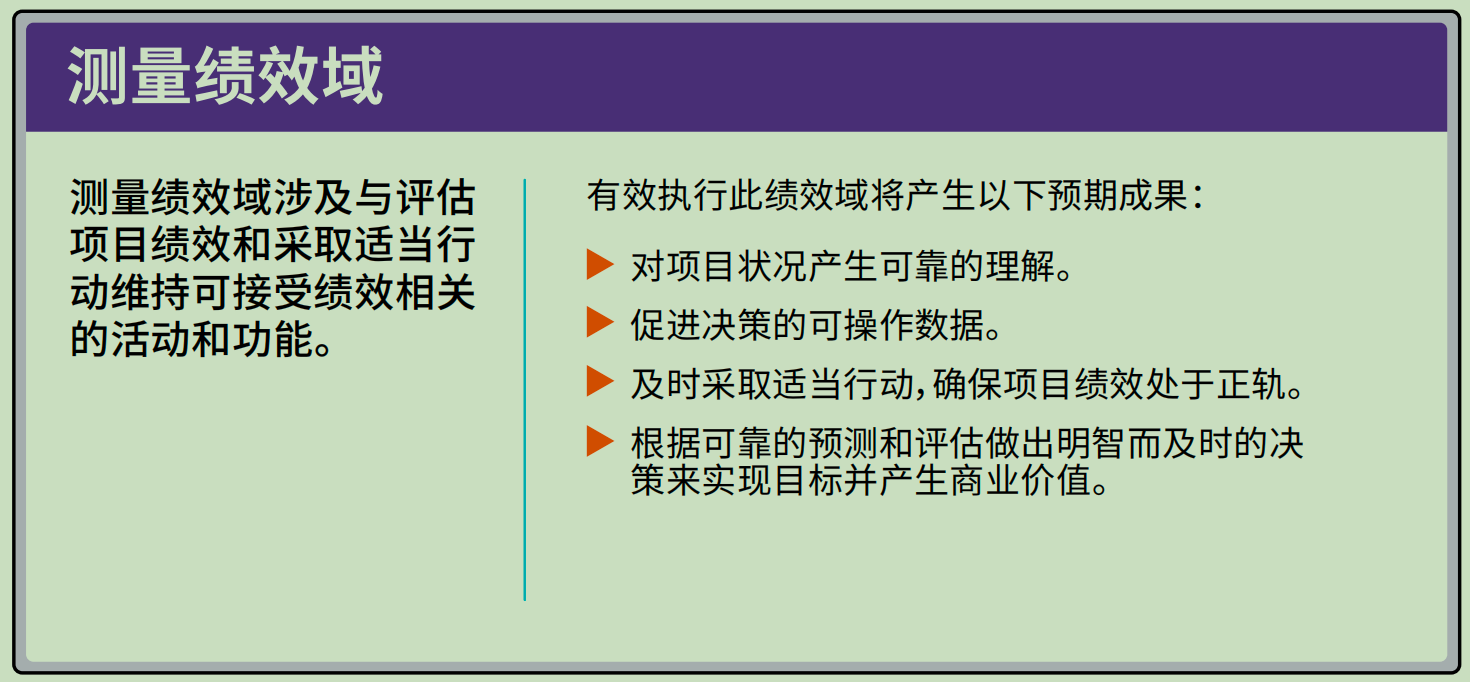 测量绩效域
测量绩效域涉及与评估
项目绩效和采取适当行
动维持可接受绩效相关
的活动和功能。
有效执行此绩效域将产生以下预期成果：
对项目状况产生可靠的理解。
促进决策的可操作数据。
及时采取适当行动，确保项目绩效处于正轨。
根据可靠的预测和评估做出明智而及时的决
策来实现目标并产生商业价值。